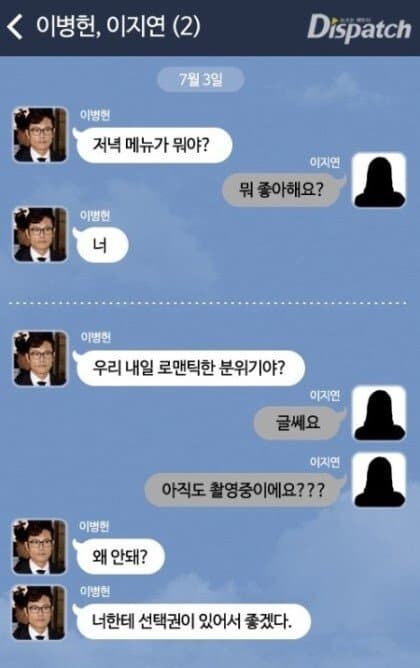 이병헌, 이지연 (2)
Dispatch
7월 3일
이병헌
저녁 메뉴가 뭐야?
이지연
뭐 좋아해요?
이병헌
너
이병헌
우리 내일 로맨틱한 분위기야?
이지연
글쎄요
이지연
아직도 촬영중이에요???
이병헌
왜 안돼?
이병헌
너한테 선택권이 있어서 좋겠다.